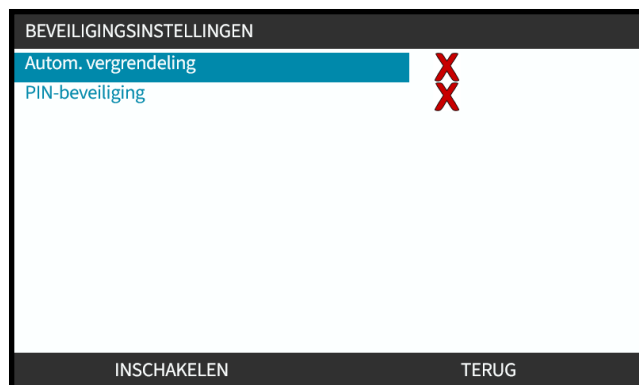 BEVEILIGINGSINSTELLINGEN
Autom. vergrendeling
PIN-beveiliging
INSCHAKELEN TERUG